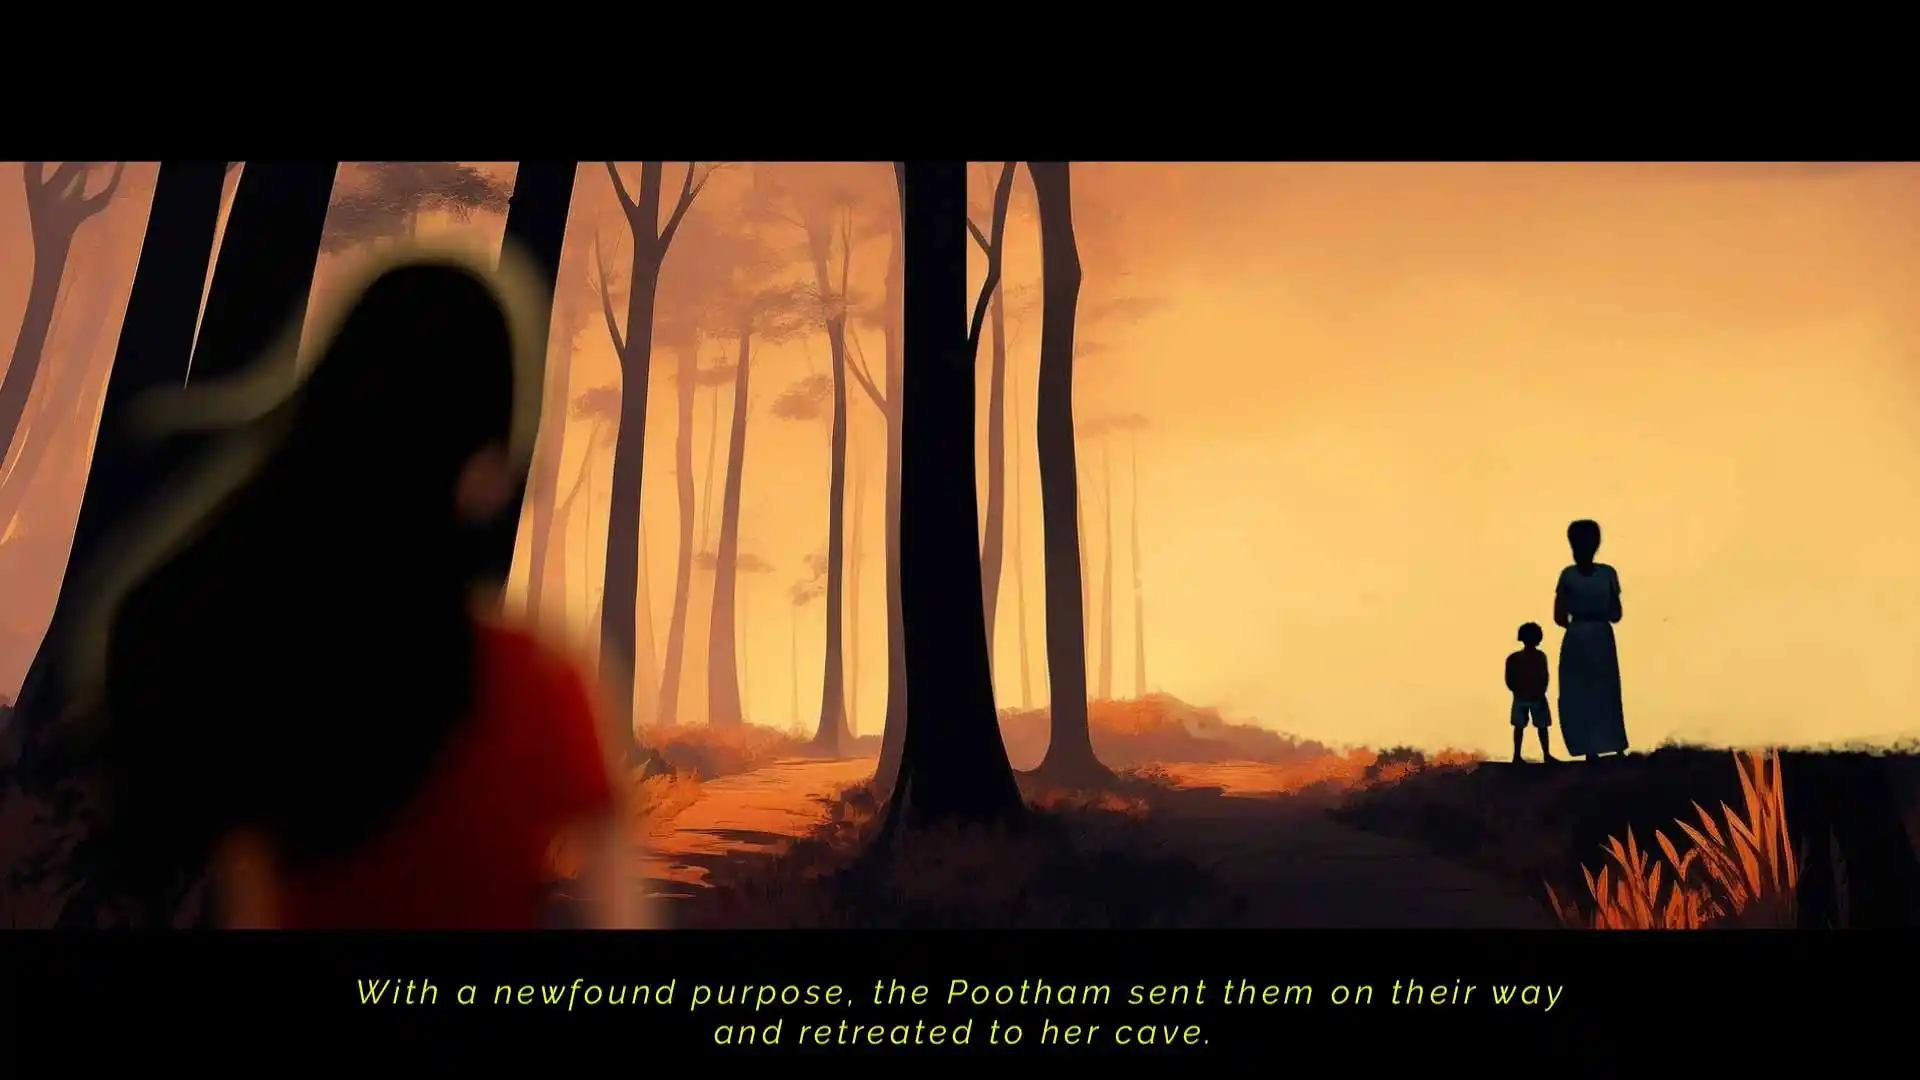 With a newfound purpose, the Pootham sent them on their way
and retreated to her cave.